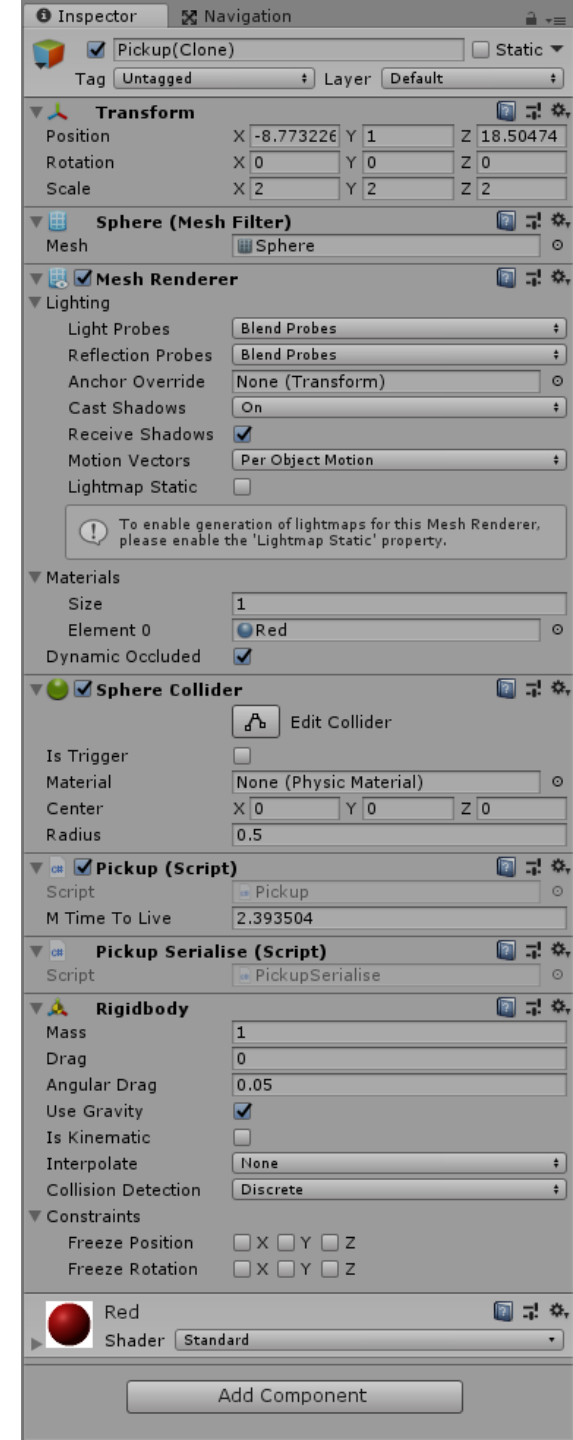 Inspector Navigation
Pickup(Clone) Static
Tag Untagged Layer Default
Transform
Position X -8.773226 Y 1 Z 18.50474
Rotation X 0 Y 0 Z 0
Scale X 2 Y 2 Z 2
Sphere (Mesh Filter)
Mesh Sphere
Mesh Renderer
Lighting
Light Probes Blend Probes
Reflection Probes Blend Probes
Anchor Override None (Transform)
Cast Shadows On
Receive Shadows
Motion Vectors Per Object Motion
Lightmap Static
To enable generation of lightmaps for this Mesh Renderer,
please enable the 'Lightmap Static' property.
Materials
Size 1
Element 0 Red
Dynamic Occluded
Sphere Collider
Edit Collider
Is Trigger
Material None (Physic Material)
Center X 0 Y 0 Z 0
Radius 0.5
c# Pickup (Script)
Script Pickup
M Time To Live 2.393504
c# Pickup Serialise (Script)
Script PickupSerialise
Rigidbody
Mass 1
Drag 0
Angular Drag 0.05
Use Gravity
Is Kinematic
Interpolate None
Collision Detection Discrete
Constraints
Freeze Position X Y Z
Freeze Rotation X Y Z
Red
Shader Standard
Add Component